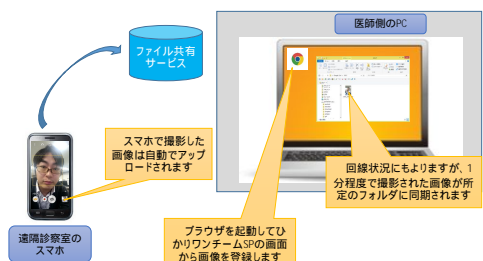 医師側のPC
ファイル共有
サービス
スマホで撮影した
画像は自動でアップ
ロードされます
回線状況にもよりますが、1
分程度で撮影された画像が所
定のフォルダに同期されます
遠隔診察室の
スマホ
ブラウザを起動してひ
かりワンチームSPの画面
から画像を登録します